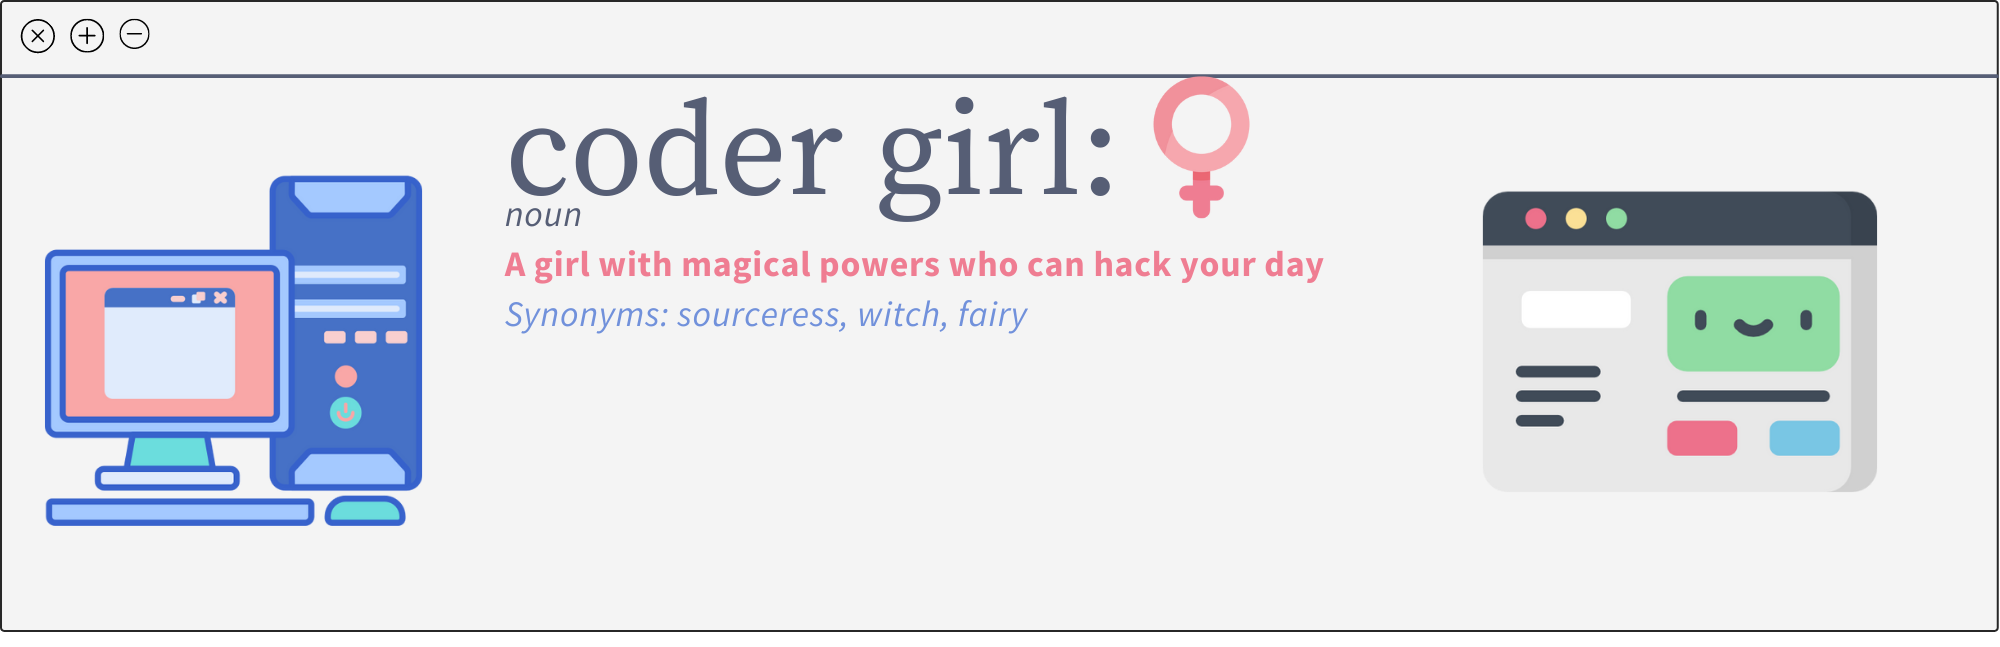 coder girl:
noun
A girl with magical powers who can hack your day
Synonyms: sourceress, witch, fairy